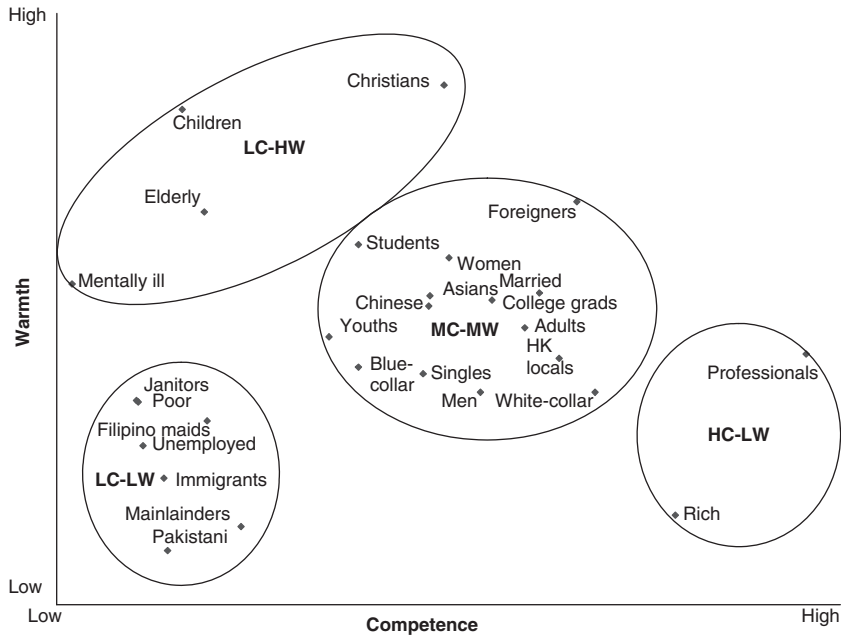 High
Christians
Children
LC-HW
Elderly
Foreigners
Students
Women
Mentally ill
Married
Asians
College grads
Chinese
Youths
MC-MW
Adults
HK
locals
Blue-
collar
Singles
Men
White-collar
Professionals
Janitors
Poor
Filipino maids
Unemployed
HC-LW
LC-LW
Immigrants
Mainlainders
Pakistani
Rich
Warmth
Low
Low
Competence
High